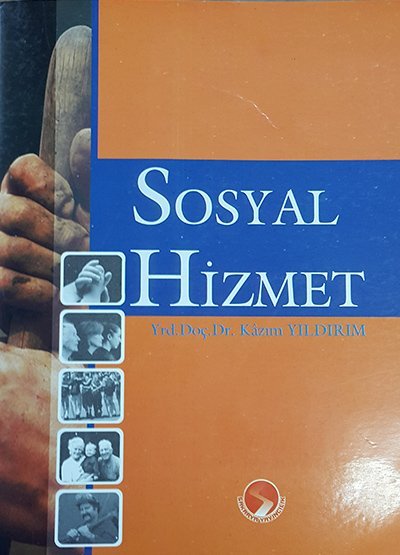 SOSYAL
HİZMET
Yrd. Doç. Dr. Kâzım YILDIRIM